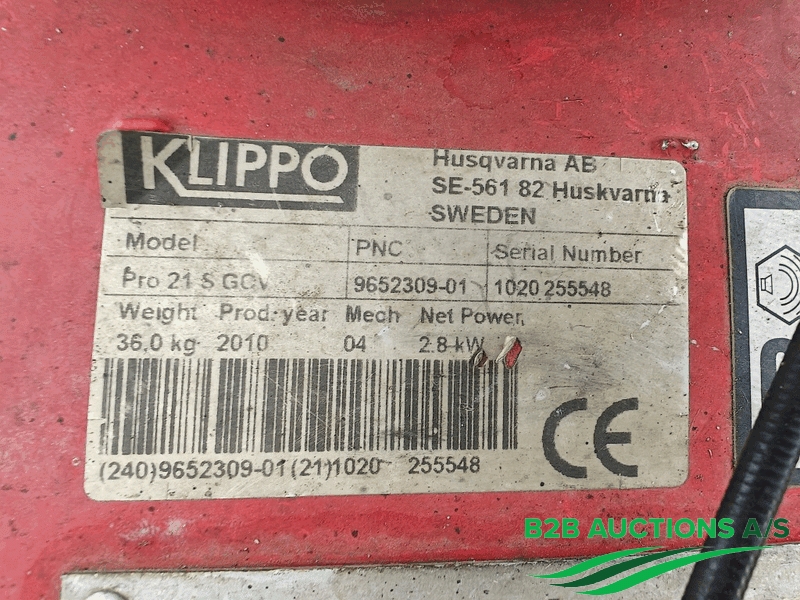 KLIPPO
Husqvarna AB
SE-561 82 Huskvarna
SWEDEN
Model PNC Serial Number
Pro 21 S GCV 9652309-01 1020 255548
Weight Prod. year Mech Net Power
36.0 kg 2010 04 2.8 kW
(240)9652309-01(21)1020 255548
CE
B2B AUCTIONS A/S